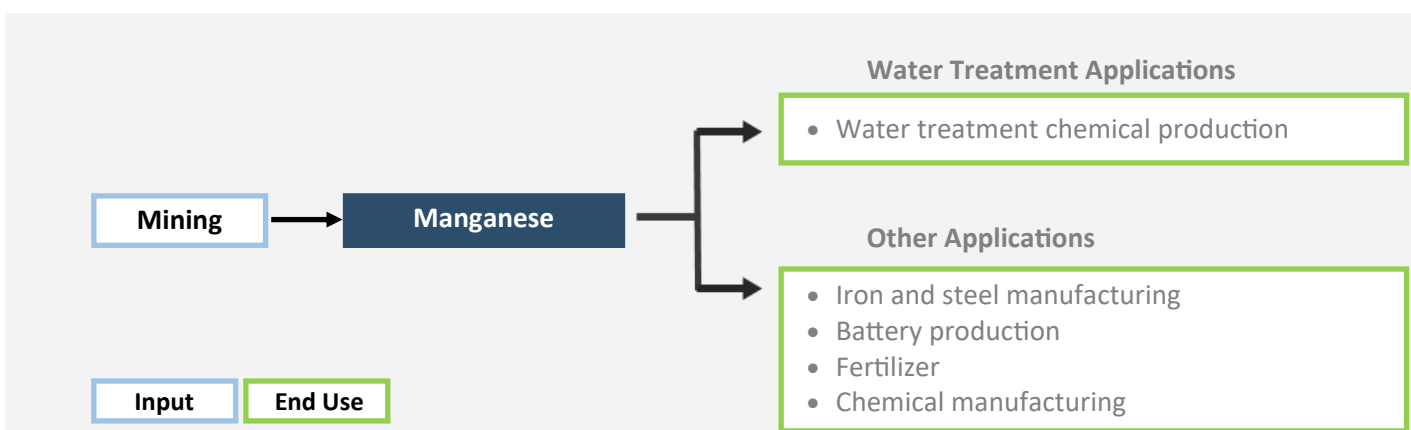 Water Treatment Applications
• Water treatment chemical production
Mining
Manganese
Other Applications
• Iron and steel manufacturing
• Battery production
• Fertilizer
• Chemical manufacturing
Input
End Use